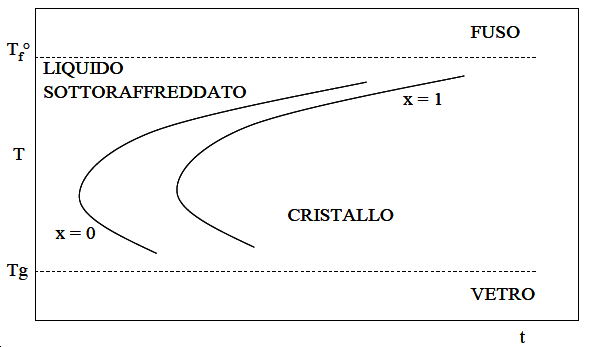 FUSO
Tf°
LIQUIDO
SOTTORAFFREDDATO
x = 1
T
CRISTALLO
x = 0
Tg
VETRO
t